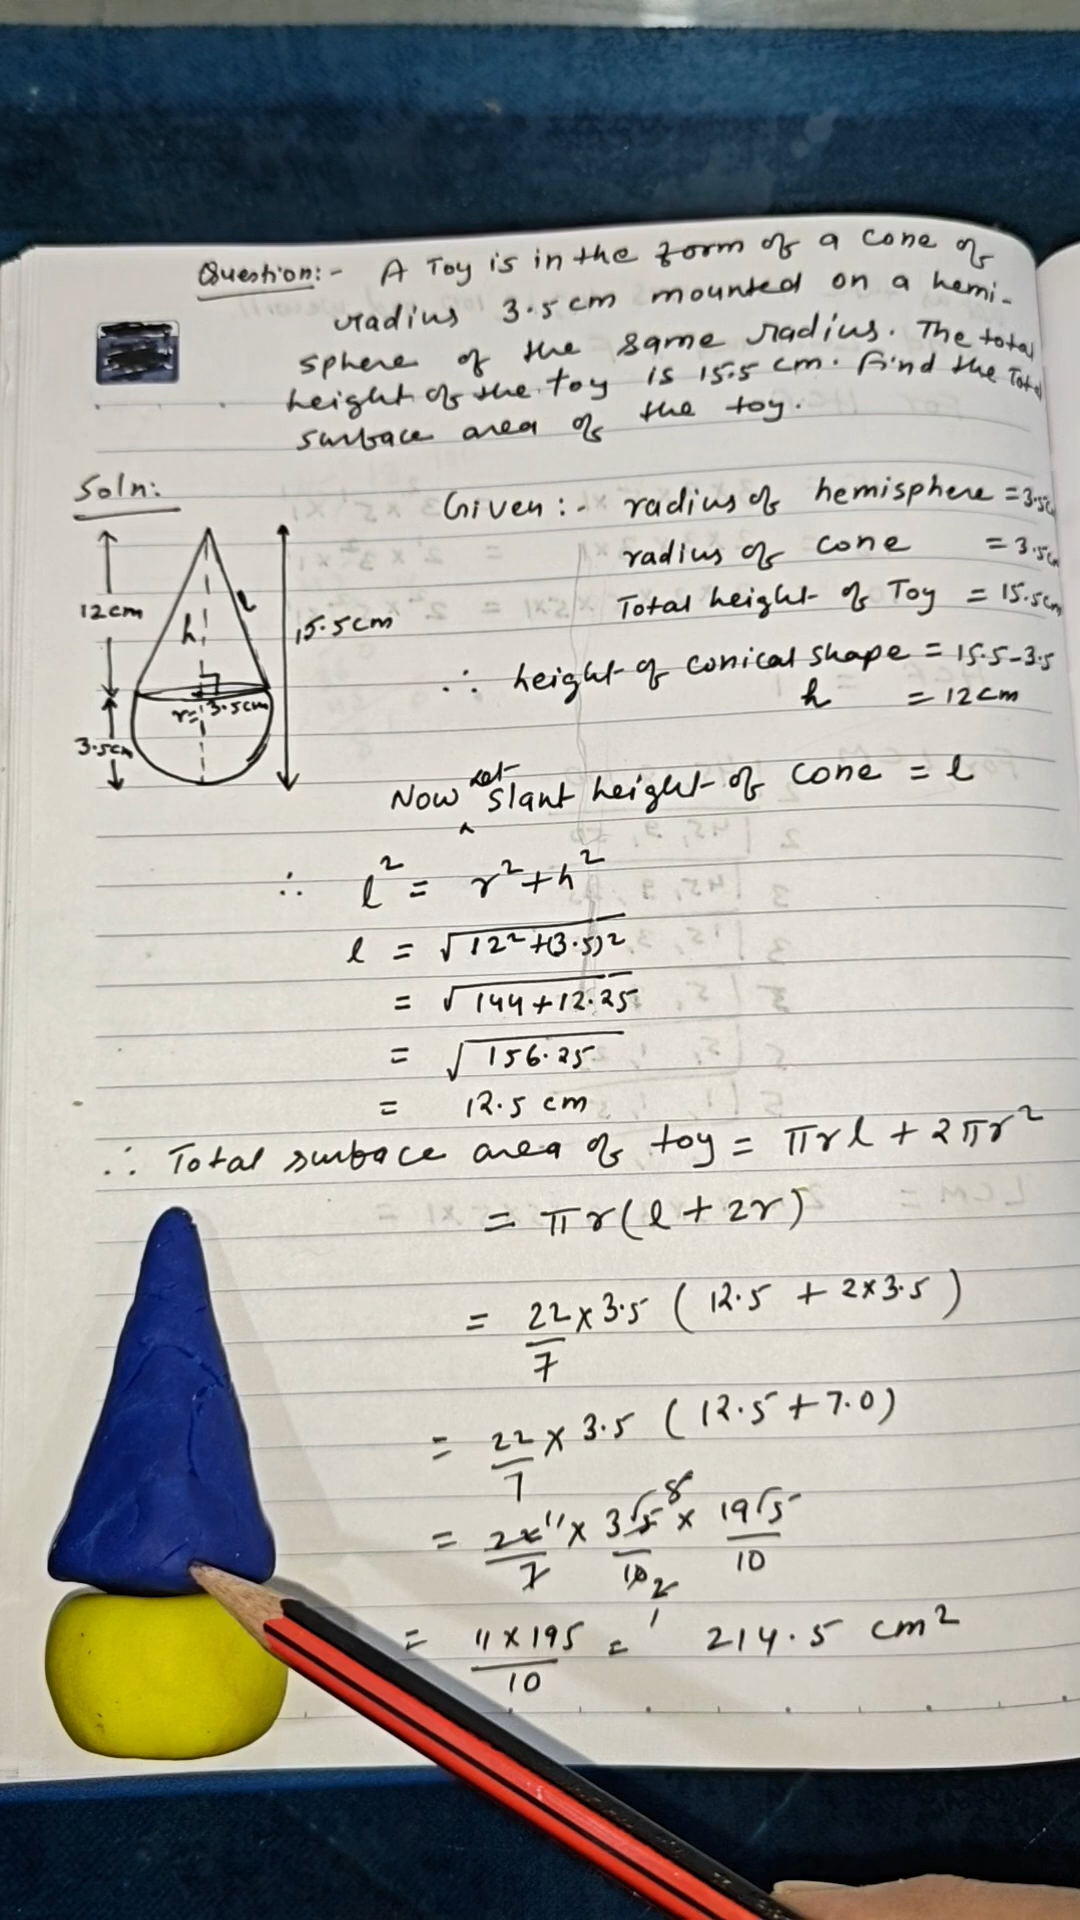 Question:- A Toy is in the form of a cone of
radius 3.5 cm mounted on a hemi-
sphere of the same radius. The total
height of the toy is 15.5 cm. Find the Total
surface area of the toy.
Soln:
Given:- radius of hemisphere = 3.5cm
radius of cone = 3.5cm
Total height of Toy = 15.5cm
∴ height of conical shape = 15.5-3.5
h = 12cm
12cm
h
l
15.5cm
r=3.5cm
3.5cm
Now let slant height of cone = l
∴ l² = r²+h²
l = √12²+(3.5)²
= √144+12.25
= √156.25
= 12.5 cm
∴ Total surface area of toy = πrl + 2πr²
= πr(l + 2r)
= 22/7 × 3.5 (12.5 + 2×3.5)
= 22/7 × 3.5 (12.5+7.0)
= 22/7 11 × 35/10 2 × 195/10
= 11×195/10 = 214.5 cm²